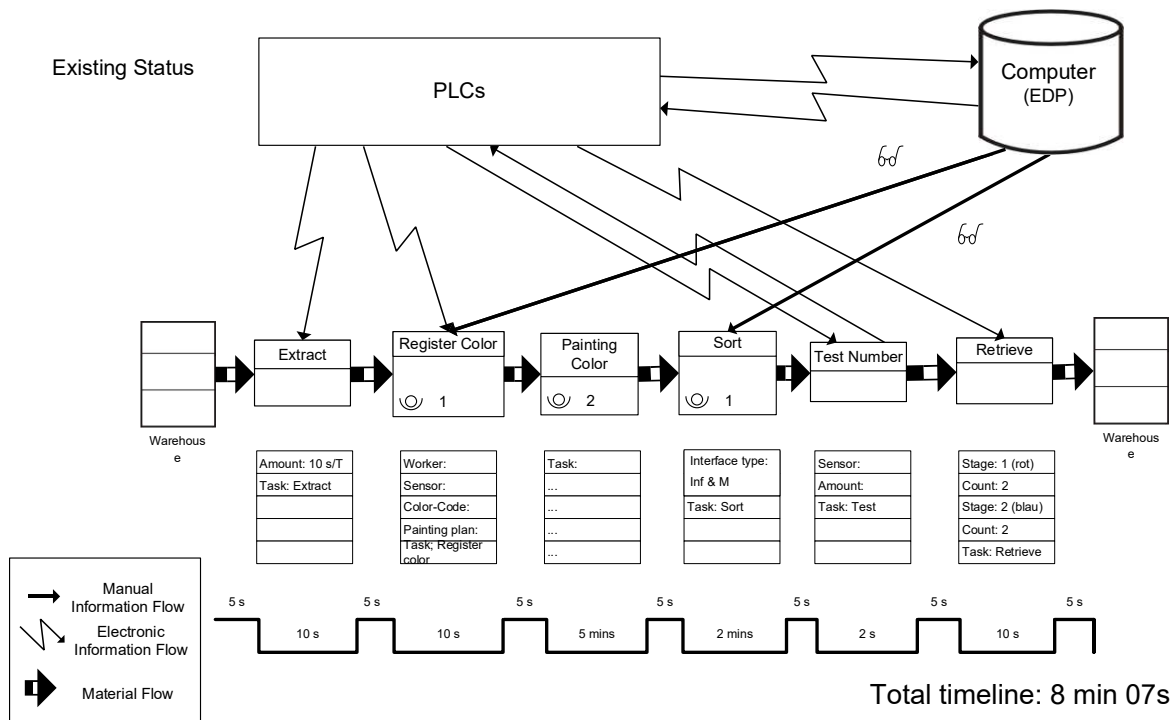 Existing Status
PLCs
Computer
(EDP)
Extract
Register Color
1
Painting
Color
2
Sort
1
Test Number
Retrieve
Warehous
e
Warehous
e
Amount: 10 s/T
Task: Extract
Worker:
Sensor:
Color-Code:
Painting plan:
Task; Register
color
Task:
...
...
...
...
Interface type:
Inf & M
Task: Sort
Sensor:
Amount:
Task: Test
Stage: 1 (rot)
Count: 2
Stage: 2 (blau)
Count: 2
Task: Retrieve
Manual
Information Flow
Electronic
Information Flow
Material Flow
5 s
5 s
5 s
5 s
5 s
5 s
5 s
10 s
10 s
5 mins
2 mins
2 s
10 s
Total timeline: 8 min 07s